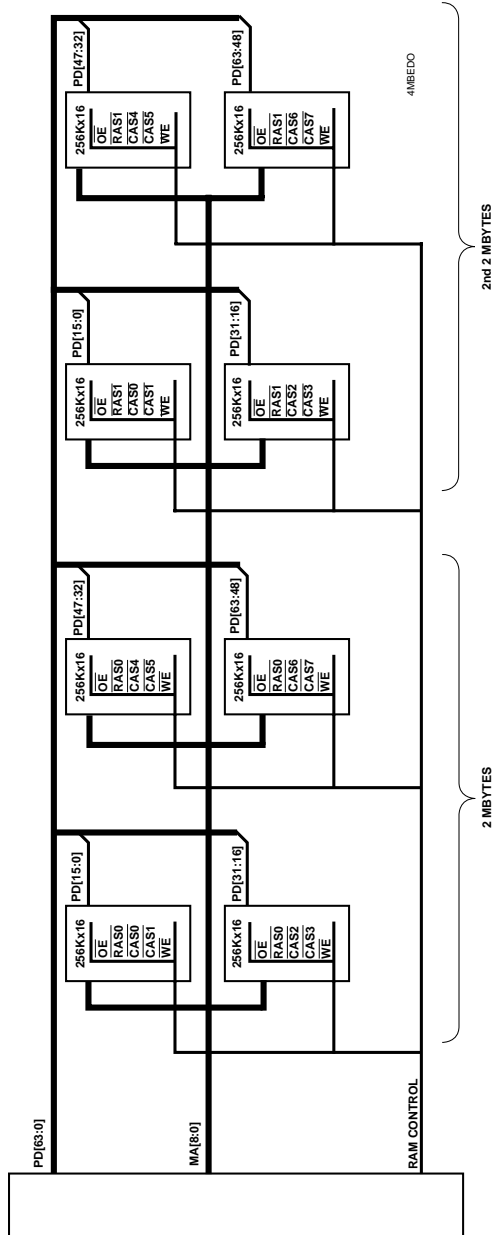 PD[63:0]
PD[15:0]
256Kx16
OE
RAS0
CAS0
CAS1
WE
PD[47:32]
256Kx16
OE
RAS0
CAS4
CAS5
WE
PD[15:0]
256Kx16
OE
RAS1
CAS0
CAS1
WE
PD[47:32]
256Kx16
OE
RAS1
CAS4
CAS5
WE
MA[8:0]
PD[31:16]
256Kx16
OE
RAS0
CAS2
CAS3
WE
PD[63:48]
256Kx16
OE
RAS0
CAS6
CAS7
WE
PD[31:16]
256Kx16
OE
RAS1
CAS2
CAS3
WE
PD[63:48]
256Kx16
OE
RAS1
CAS6
CAS7
WE
RAM CONTROL
4MBEDO
2 MBYTES
2nd 2 MBYTES